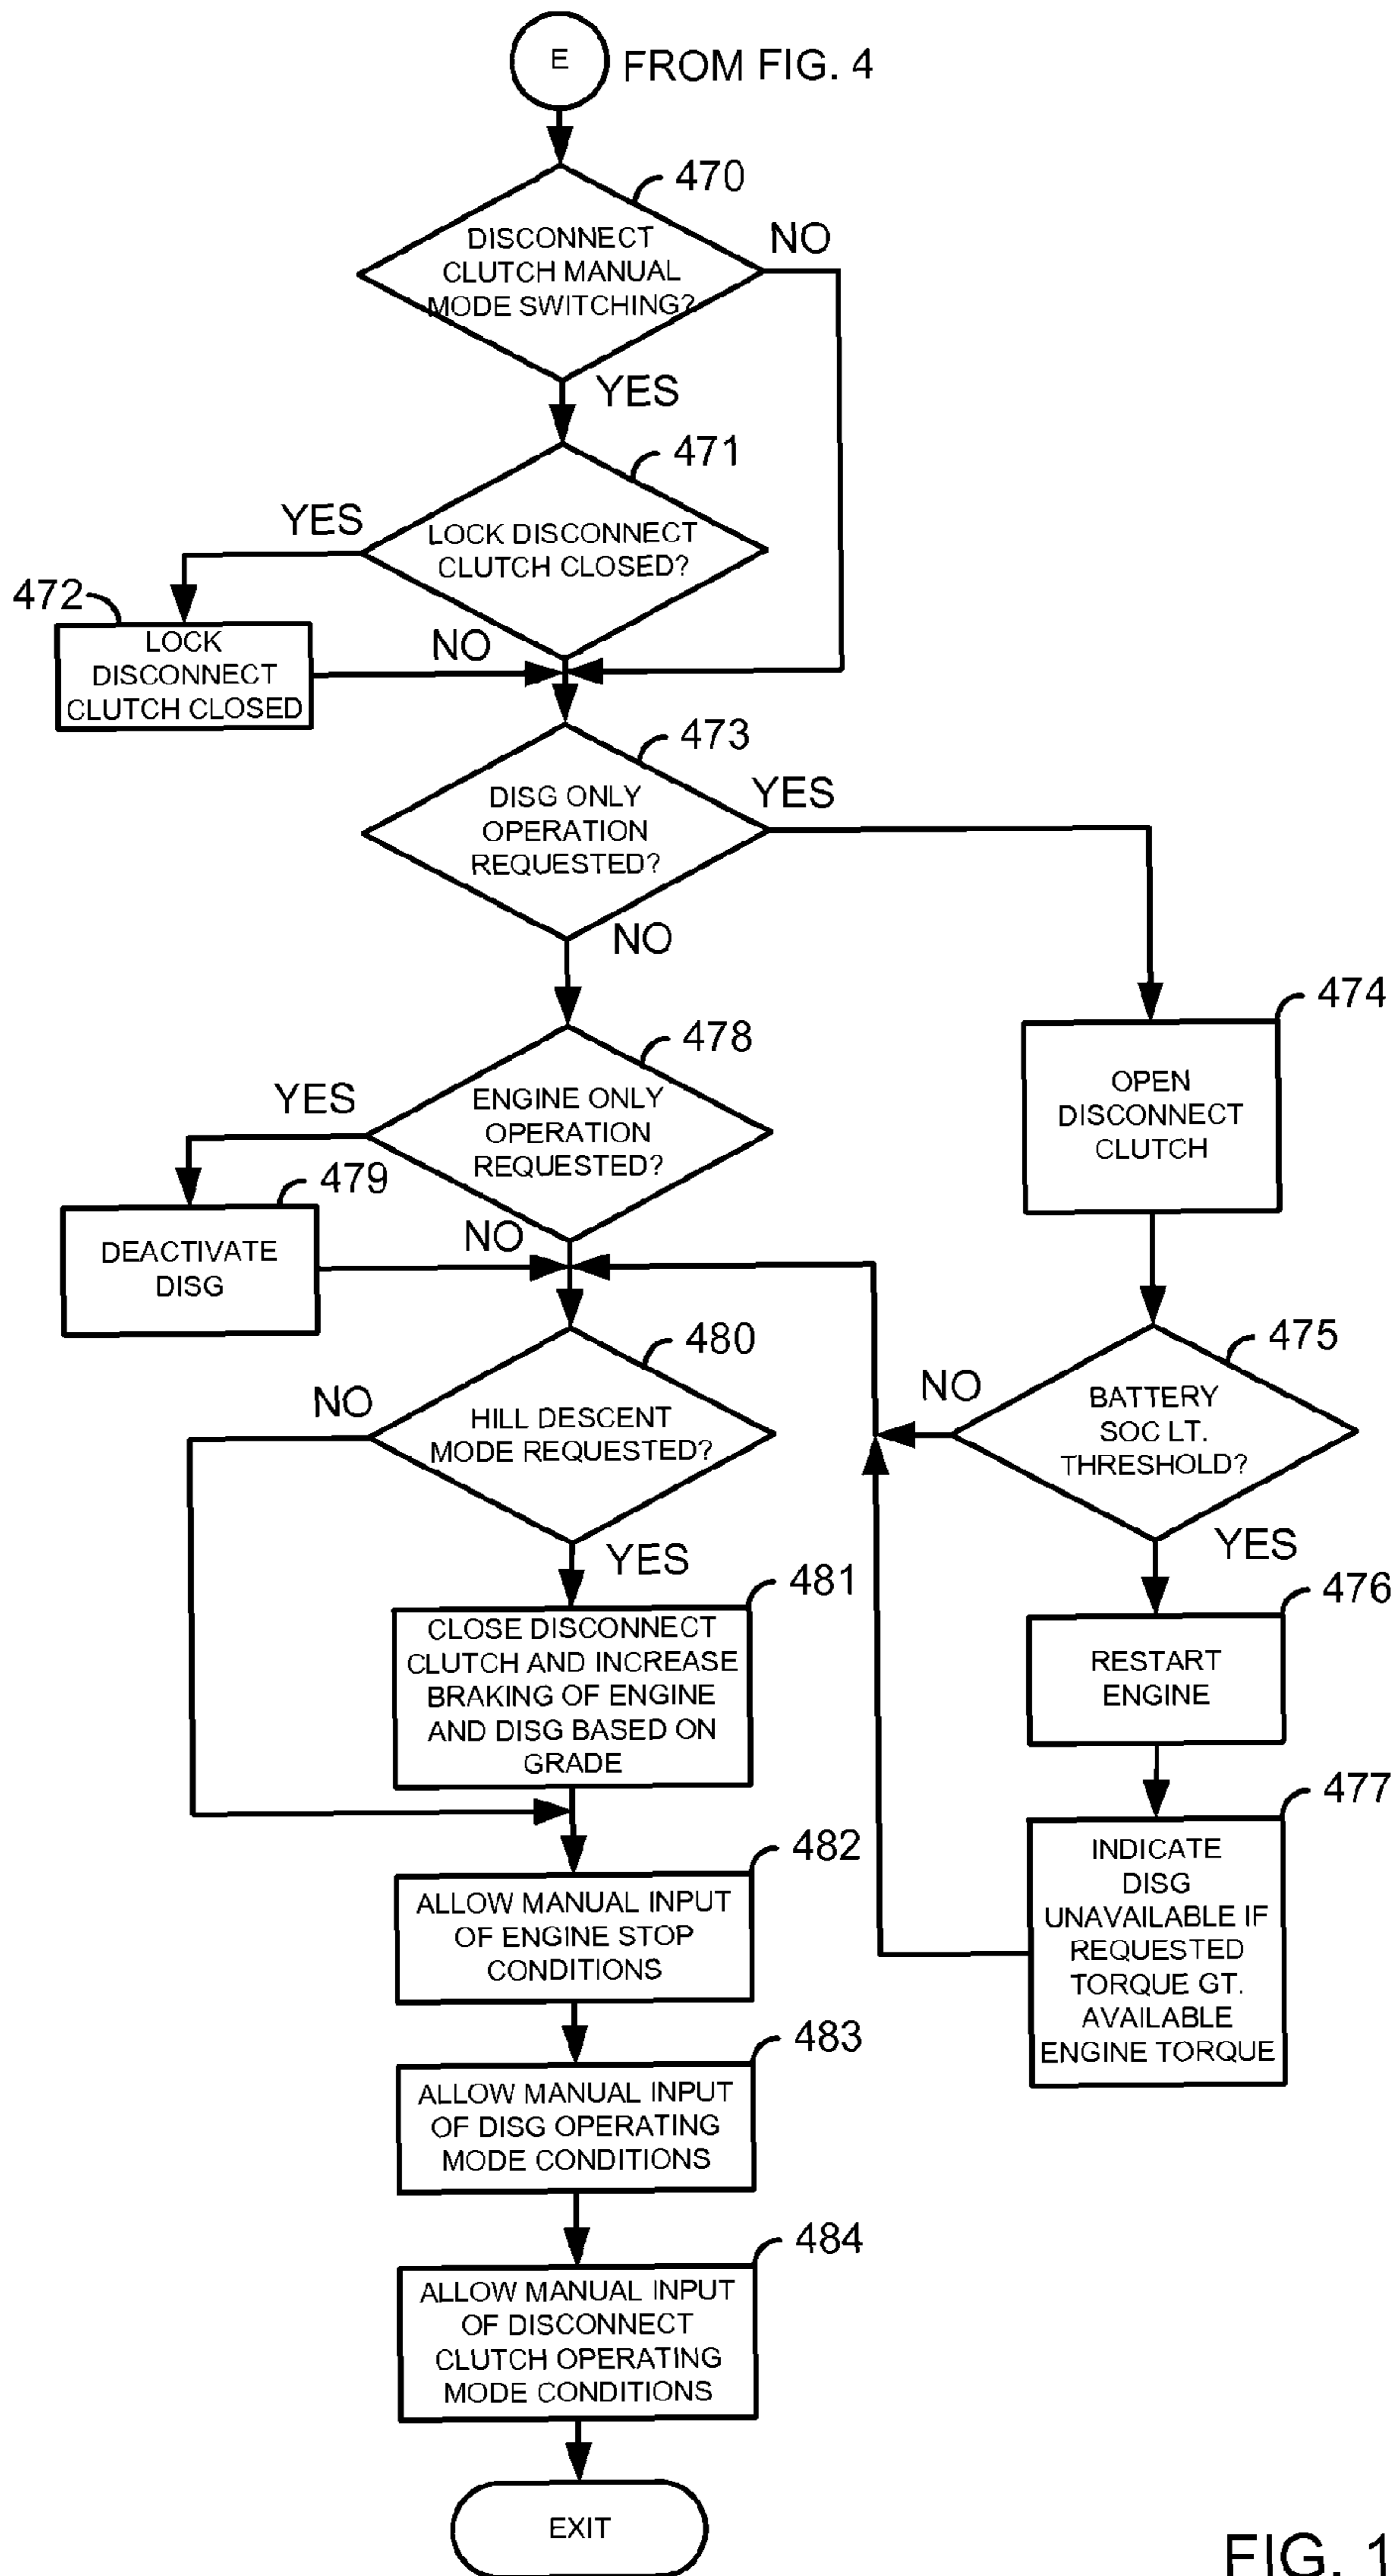 E
FROM FIG. 4
470
DISCONNECT
CLUTCH MANUAL
MODE SWITCHING?
NO
YES
471
LOCK DISCONNECT
CLUTCH CLOSED?
YES
472
LOCK
DISCONNECT
CLUTCH CLOSED
NO
473
DISG ONLY
OPERATION
REQUESTED?
YES
NO
474
OPEN
DISCONNECT
CLUTCH
478
ENGINE ONLY
OPERATION
REQUESTED?
YES
479
DEACTIVATE
DISG
NO
475
BATTERY
SOC LT.
THRESHOLD?
NO
YES
476
RESTART
ENGINE
477
INDICATE
DISG
UNAVAILABLE IF
REQUESTED
TORQUE GT.
AVAILABLE
ENGINE TORQUE
480
HILL DESCENT
MODE REQUESTED?
NO
YES
481
CLOSE DISCONNECT
CLUTCH AND INCREASE
BRAKING OF ENGINE
AND DISG BASED ON
GRADE
482
ALLOW MANUAL INPUT
OF ENGINE STOP
CONDITIONS
483
ALLOW MANUAL INPUT
OF DISG OPERATING
MODE CONDITIONS
484
ALLOW MANUAL INPUT
OF DISCONNECT
CLUTCH OPERATING
MODE CONDITIONS
EXIT
FIG. 1